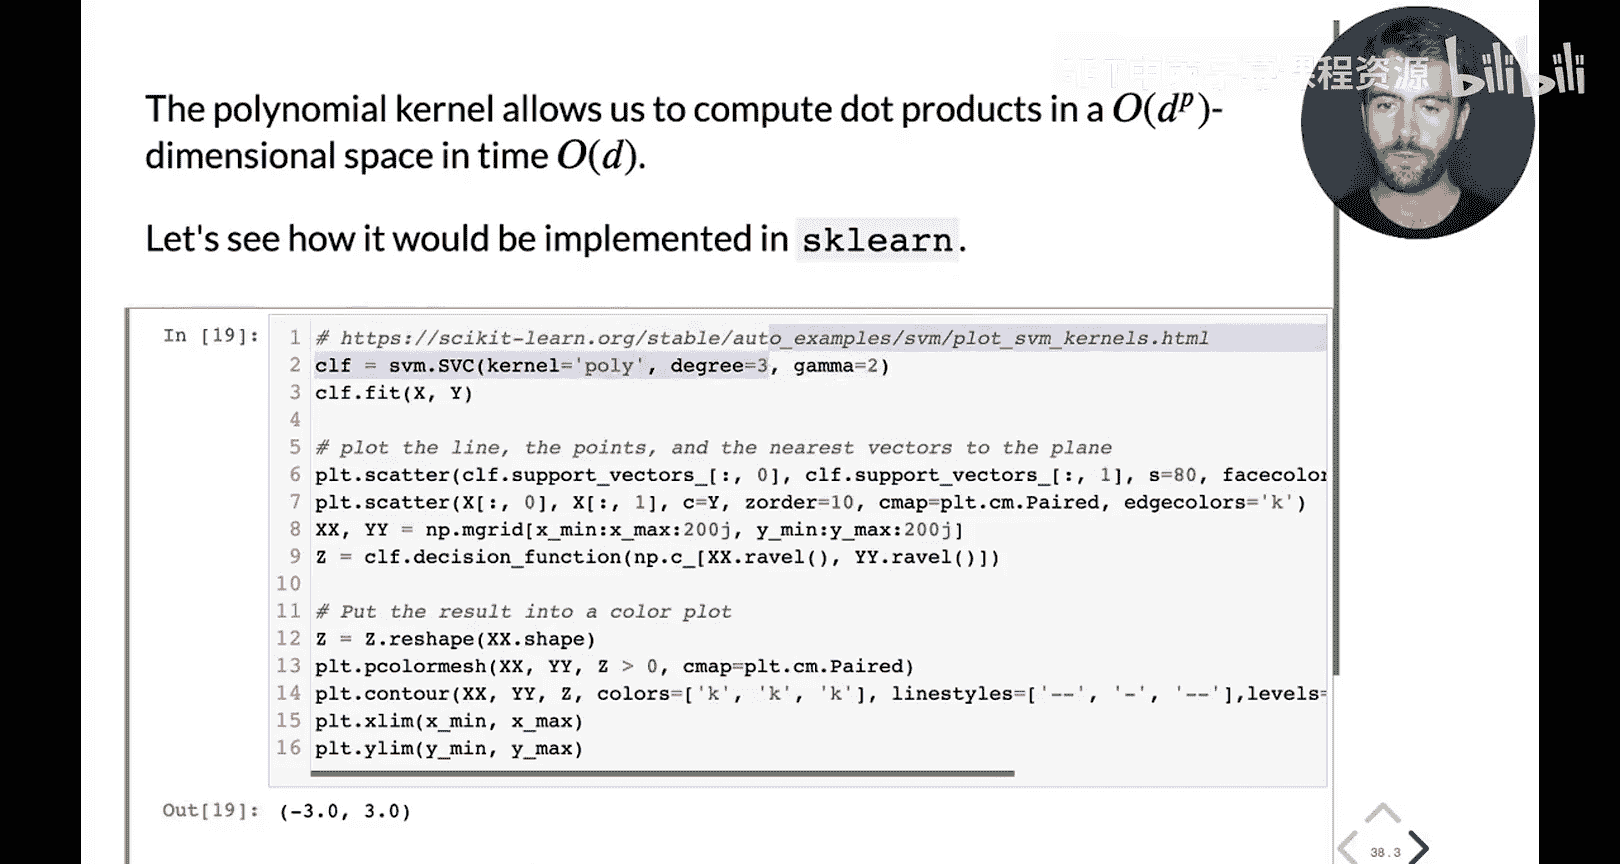 The polynomial kernel allows us to compute dot products in a O(d^p)-
dimensional space in time O(d).
Let's see how it would be implemented in sklearn.
In [19]:
1 # https://scikit-learn.org/stable/auto_examples/svm/plot_svm_kernels.html
2 clf = svm.SVC(kernel='poly', degree=3, gamma=2)
3 clf.fit(X, Y)
4
5 # plot the line, the points, and the nearest vectors to the plane
6 plt.scatter(clf.support_vectors_[:, 0], clf.support_vectors_[:, 1], s=80, facecolor
7 plt.scatter(X[:, 0], X[:, 1], c=Y, zorder=10, cmap=plt.cm.Paired, edgecolors='k')
8 XX, YY = np.mgrid[x_min:x_max:200j, y_min:y_max:200j]
9 Z = clf.decision_function(np.c_[XX.ravel(), YY.ravel()])
10
11 # Put the result into a color plot
12 Z = Z.reshape(XX.shape)
13 plt.pcolormesh(XX, YY, Z > 0, cmap=plt.cm.Paired)
14 plt.contour(XX, YY, Z, colors=['k', 'k', 'k'], linestyles=['--', '-', '--'],levels=
15 plt.xlim(x_min, x_max)
16 plt.ylim(y_min, y_max)
Out[19]: (-3.0, 3.0)
38.3
课程资源 bilibili